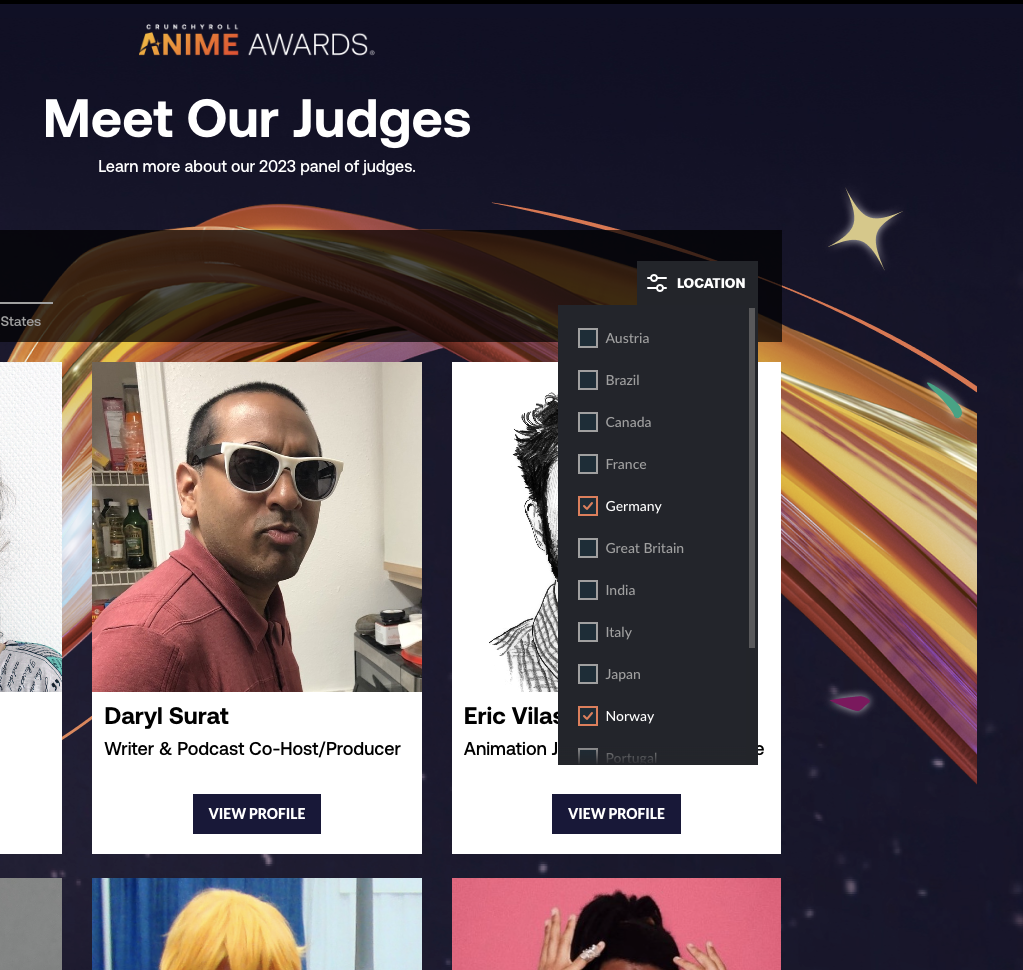 CRUNCHYROLL
ANIME AWARDS®
Meet Our Judges
Learn more about our 2023 panel of judges.
LOCATION
States
Austria
Brazil
Canada
France
Germany
Great Britain
India
Italy
Japan
Norway
Portugal
Daryl Surat
Writer & Podcast Co-Host/Producer
VIEW PROFILE
Eric Vilas
Animation J
VIEW PROFILE